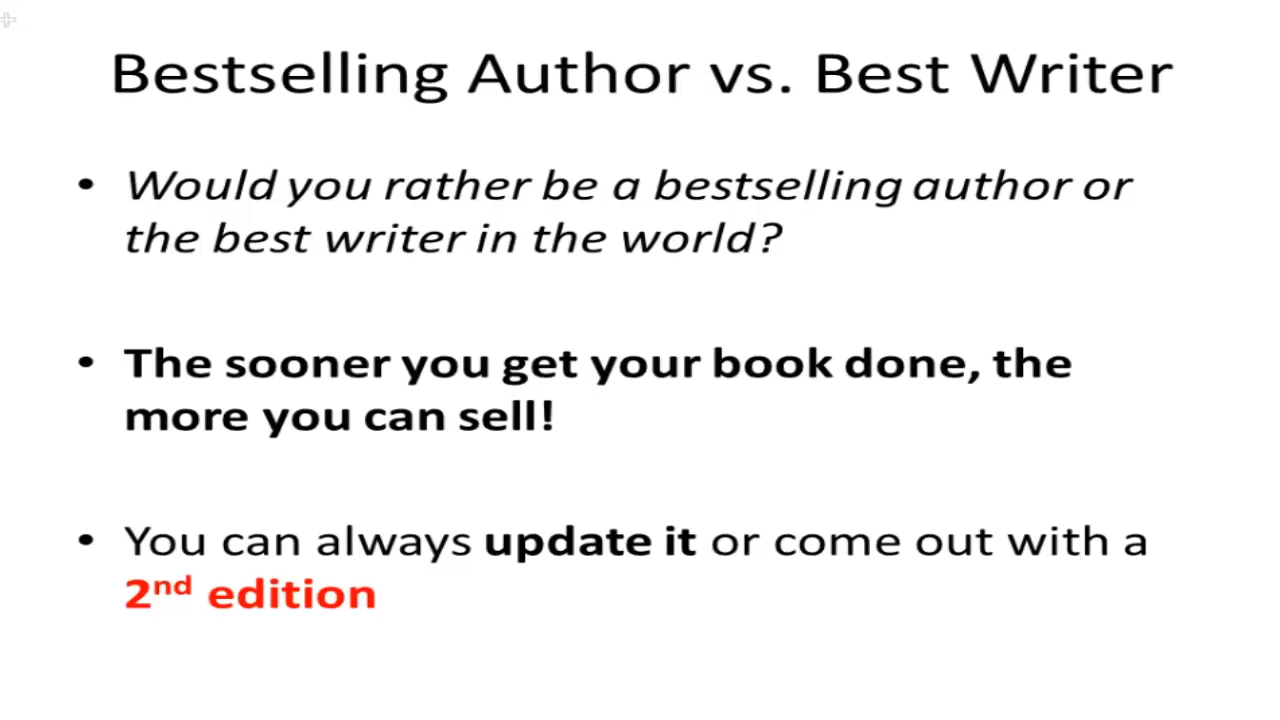 Bestselling Author vs. Best Writer
• Would you rather be a bestselling author or
the best writer in the world?
• The sooner you get your book done, the
more you can sell!
• You can always update it or come out with a
2nd edition